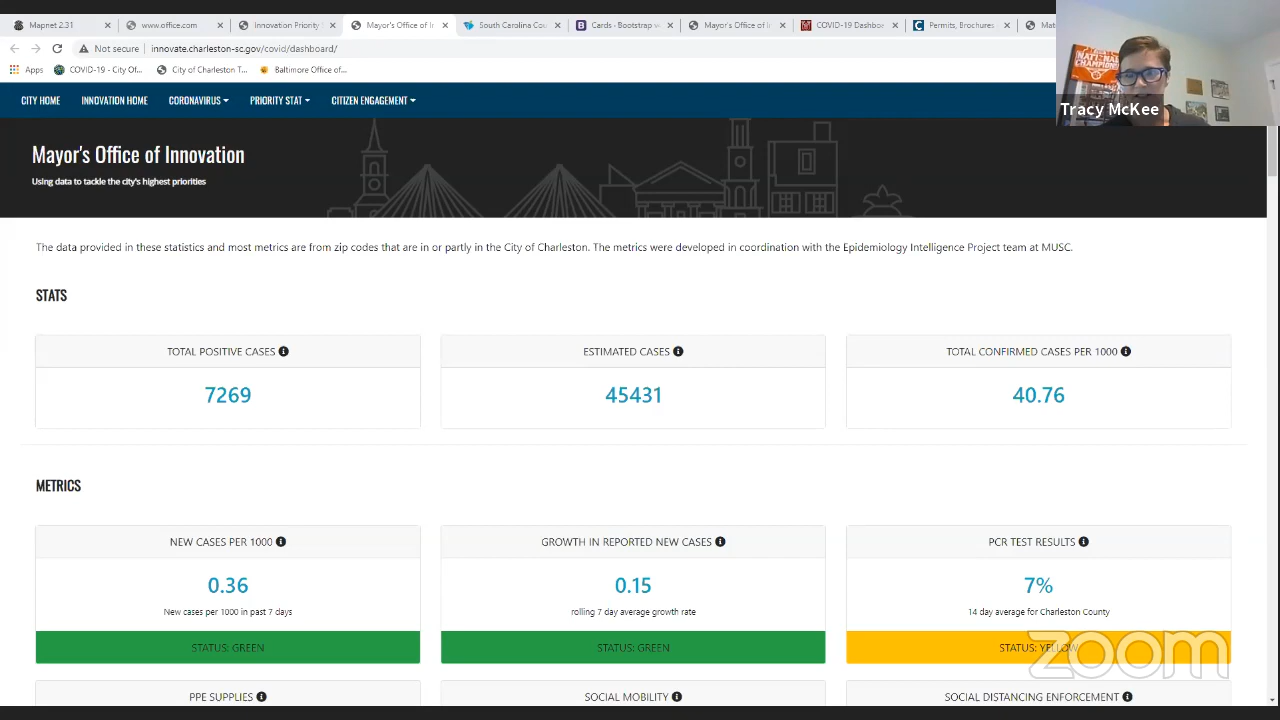 Mapnet 2.31
www.office.com
Innovation Priority
Mayor's Office of I
South Carolina Cou
Cards · Bootstrap v
Mayor's Office of I
COVID-19 Dashbo
Permits, Brochures
Not secure
innovate.charleston-sc.gov/covid/dashboard/
Apps
COVID-19 - City Of...
City of Charleston T...
Baltimore Office of...
NATIONAL
CHAMPIONS
Tracy McKee
CITY HOME
INNOVATION HOME
CORONAVIRUS
PRIORITY STAT
CITIZEN ENGAGEMENT
Mayor's Office of Innovation
Using data to tackle the city's highest priorities
The data provided in these statistics and most metrics are from zip codes that are in or partly in the City of Charleston. The metrics were developed in coordination with the Epidemiology Intelligence Project team at MUSC.
STATS
TOTAL POSITIVE CASES
7269
ESTIMATED CASES
45431
TOTAL CONFIRMED CASES PER 1000
40.76
METRICS
NEW CASES PER 1000
0.36
New cases per 1000 in past 7 days
STATUS: GREEN
GROWTH IN REPORTED NEW CASES
0.15
rolling 7 day average growth rate
STATUS: GREEN
PCR TEST RESULTS
7%
14 day average for Charleston County
STATUS: YELLOW
zoom
PPE SUPPLIES
SOCIAL MOBILITY
SOCIAL DISTANCING ENFORCEMENT